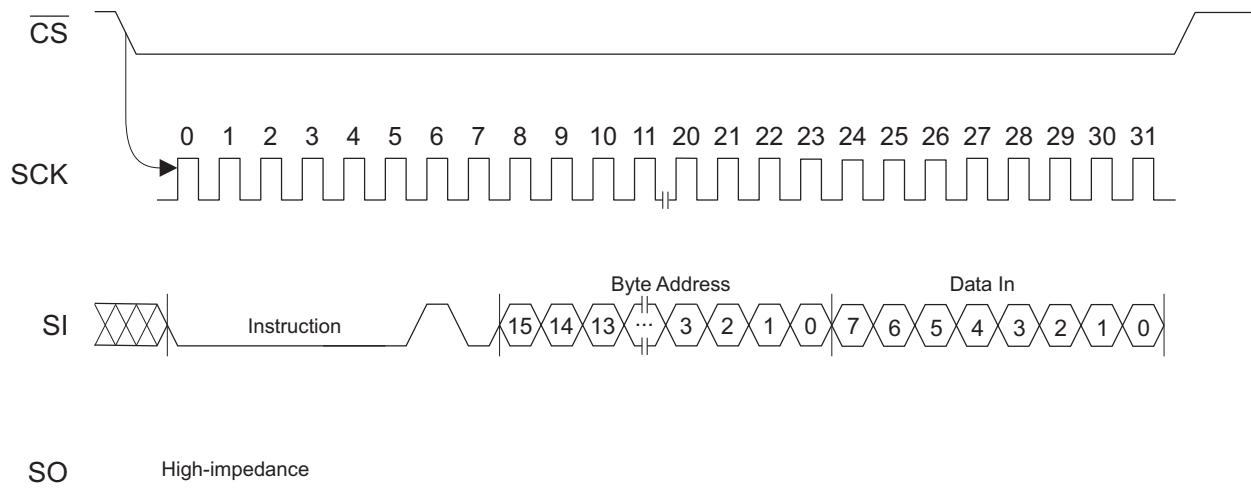 CS
0 1 2 3 4 5 6 7 8 9 10 11 20 21 22 23 24 25 26 27 28 29 30 31
SCK
Byte Address Data In
SI Instruction 15 14 13 ... 3 2 1 0 7 6 5 4 3 2 1 0
SO High-impedance